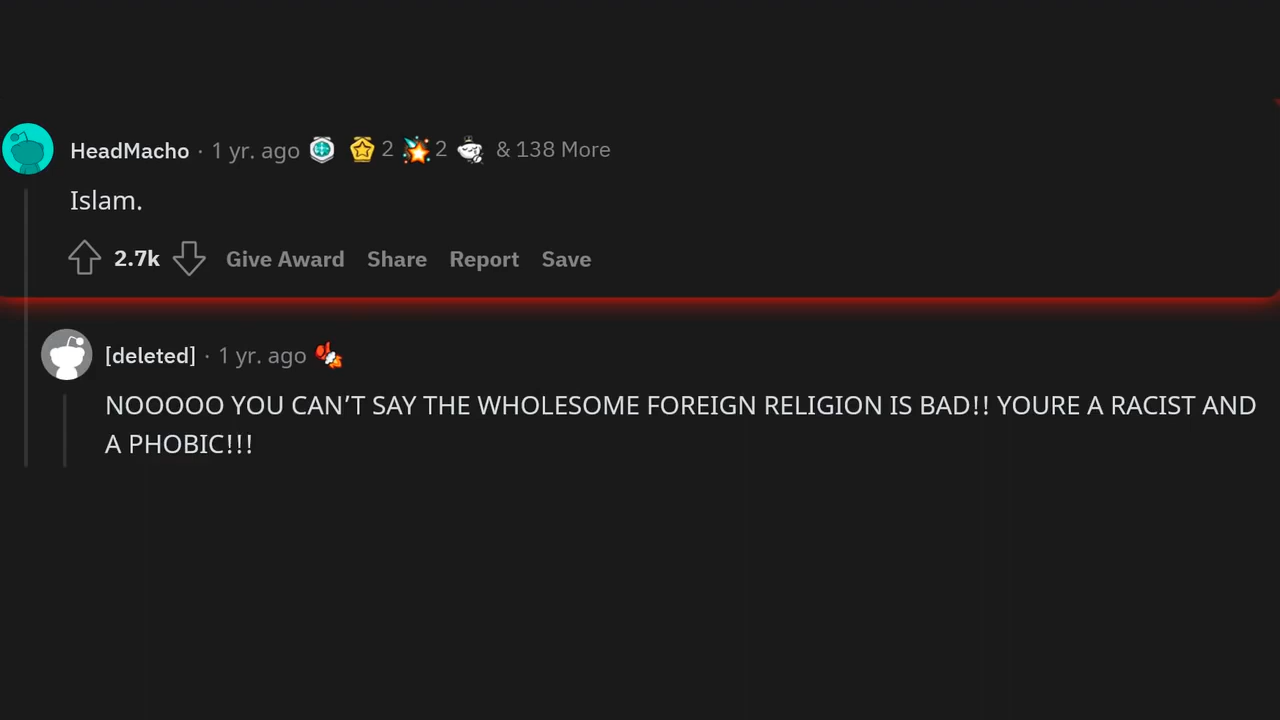 HeadMacho · 1 yr. ago 2 2 & 138 More
Islam.
2.7k Give Award Share Report Save
[deleted] · 1 yr. ago
NOOOOO YOU CAN’T SAY THE WHOLESOME FOREIGN RELIGION IS BAD!! YOURE A RACIST AND
A PHOBIC!!!